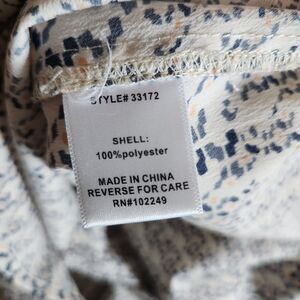 STYLE# 33172
SHELL:
100%polyester
MADE IN CHINA
REVERSE FOR CARE
RN#102249